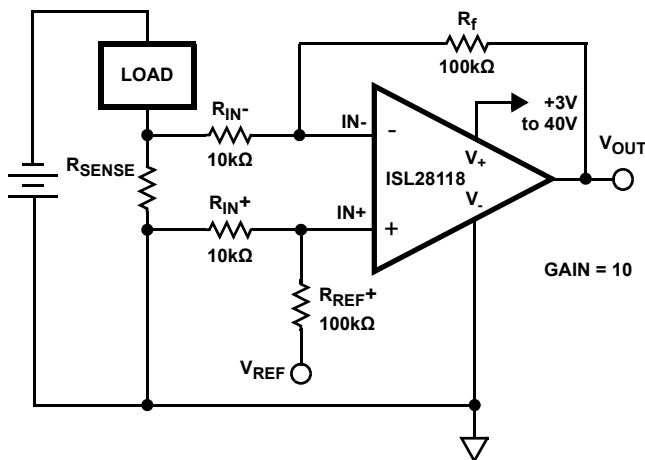 Rf
100kΩ
LOAD
RIN-
10kΩ
IN-
-
+3V
to 40V
V+
VOUT
RSENSE
ISL28118
V-
RIN+
10kΩ
IN+
+
GAIN = 10
RREF+
100kΩ
VREF